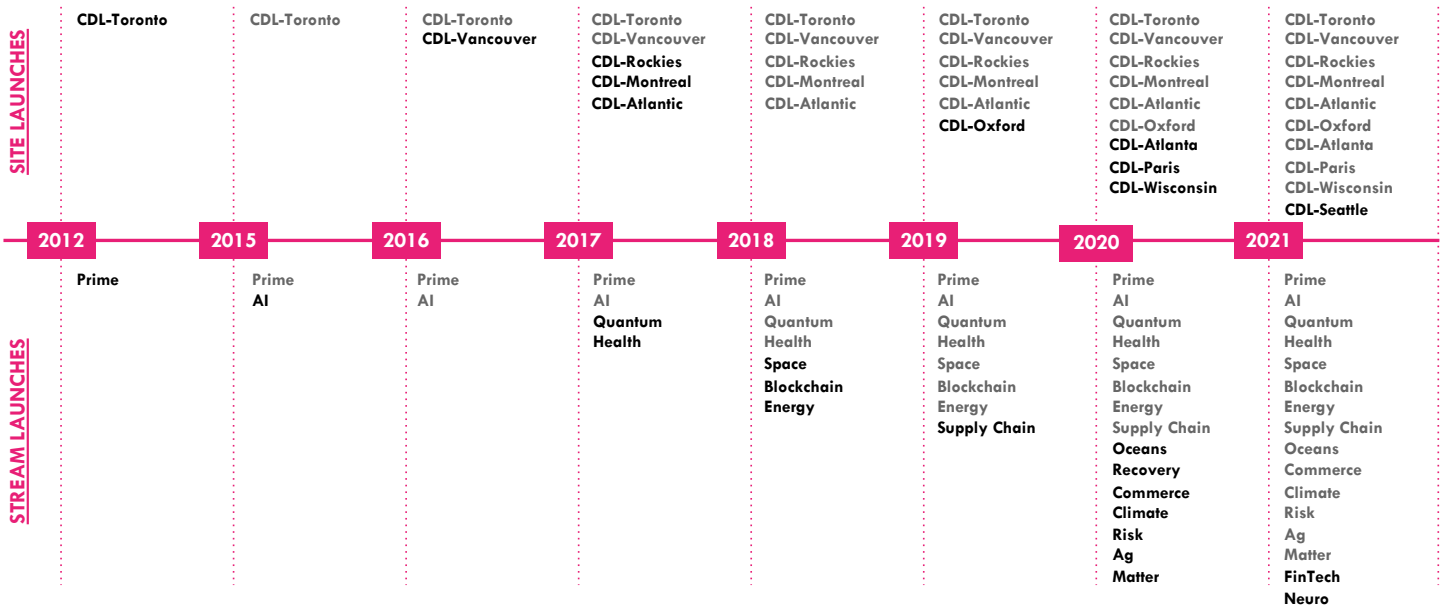 SITE LAUNCHES
CDL-Toronto
CDL-Toronto
CDL-Toronto
CDL-Vancouver
CDL-Toronto
CDL-Vancouver
CDL-Rockies
CDL-Montreal
CDL-Atlantic
CDL-Toronto
CDL-Vancouver
CDL-Rockies
CDL-Montreal
CDL-Atlantic
CDL-Toronto
CDL-Vancouver
CDL-Rockies
CDL-Montreal
CDL-Atlantic
CDL-Oxford
CDL-Toronto
CDL-Vancouver
CDL-Rockies
CDL-Montreal
CDL-Atlantic
CDL-Oxford
CDL-Atlanta
CDL-Paris
CDL-Wisconsin
CDL-Toronto
CDL-Vancouver
CDL-Rockies
CDL-Montreal
CDL-Atlantic
CDL-Oxford
CDL-Atlanta
CDL-Paris
CDL-Wisconsin
CDL-Seattle
2012 2015 2016 2017 2018 2019 2020 2021
STREAM LAUNCHES
Prime
Prime
AI
Prime
AI
Prime
AI
Quantum
Health
Prime
AI
Quantum
Health
Space
Blockchain
Energy
Prime
AI
Quantum
Health
Space
Blockchain
Energy
Supply Chain
Prime
AI
Quantum
Health
Space
Blockchain
Energy
Supply Chain
Oceans
Recovery
Commerce
Climate
Risk
Ag
Matter
Prime
AI
Quantum
Health
Space
Blockchain
Energy
Supply Chain
Oceans
Commerce
Climate
Risk
Ag
Matter
FinTech
Neuro